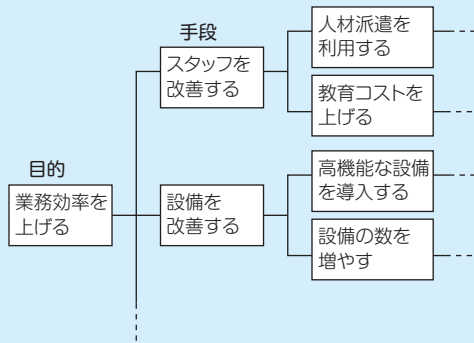 手段
人材派遣を
利用する
スタッフを
改善する
教育コストを
上げる
目的
業務効率を
上げる
設備を
改善する
高機能な設備
を導入する
設備の数を
増やす